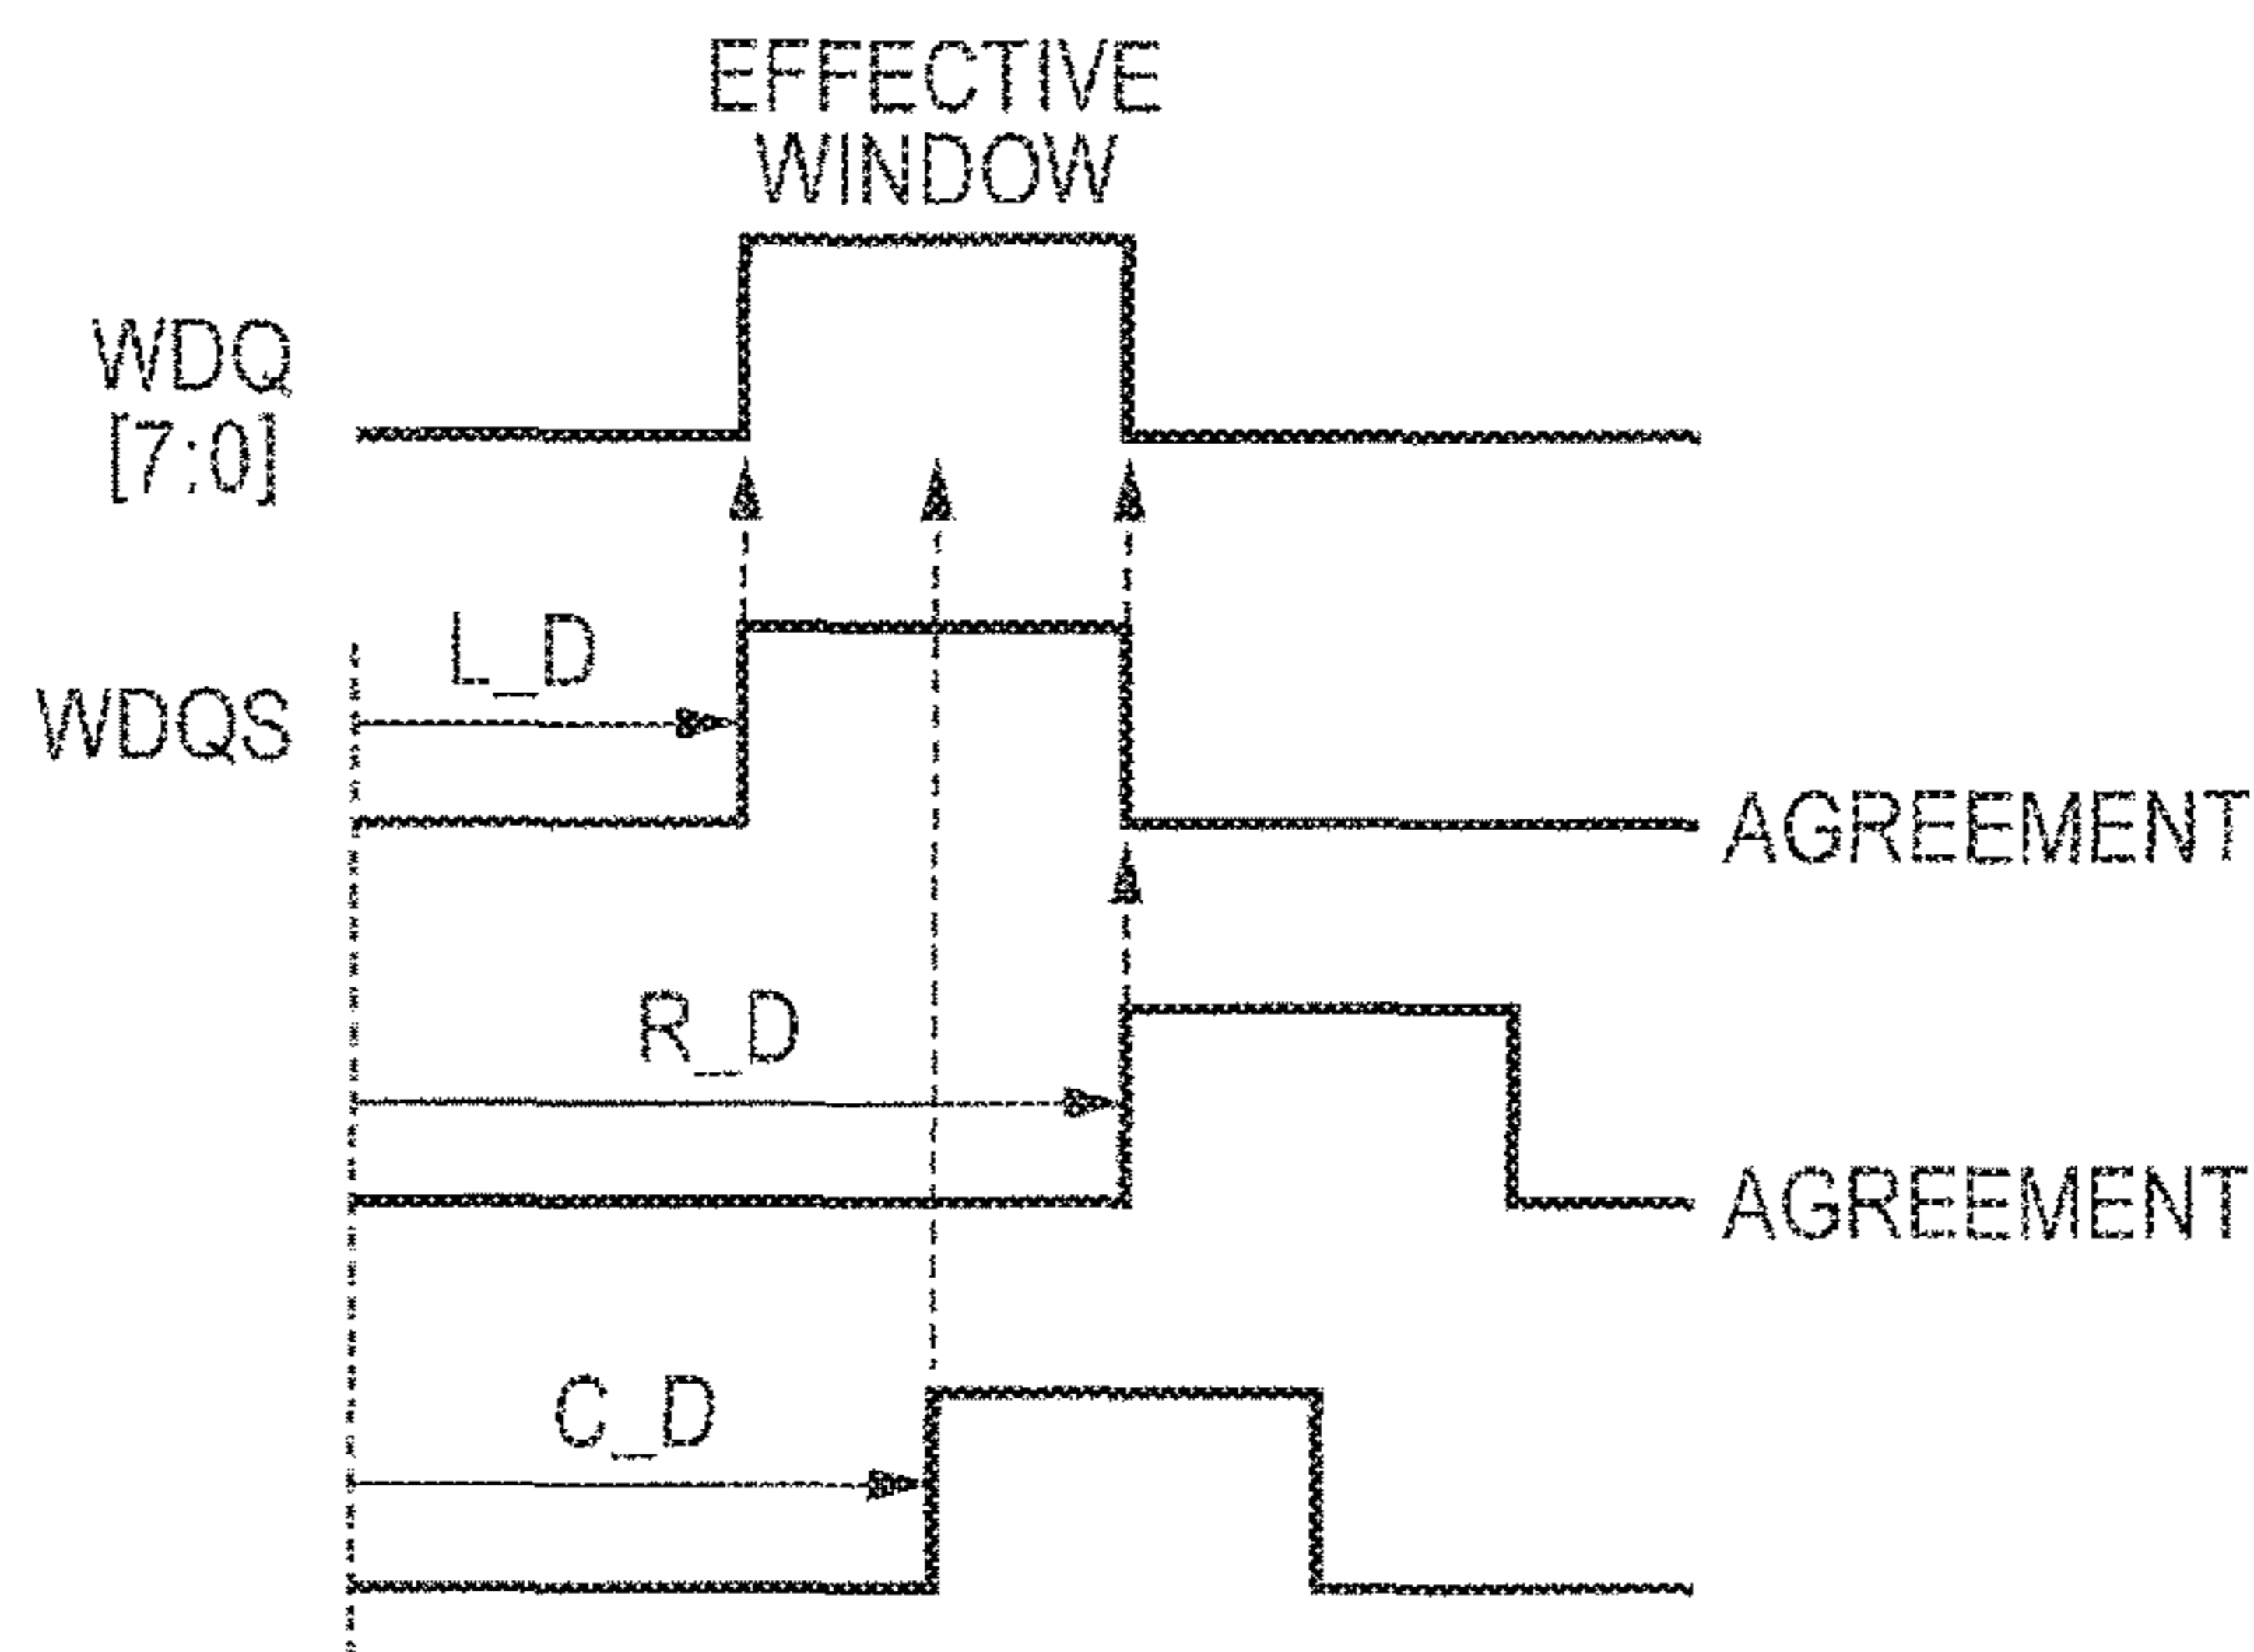 EFFECTIVE
WINDOW
WDQ
[7:0]
L_D
WDQS
AGREEMENT
R_D
AGREEMENT
C_D